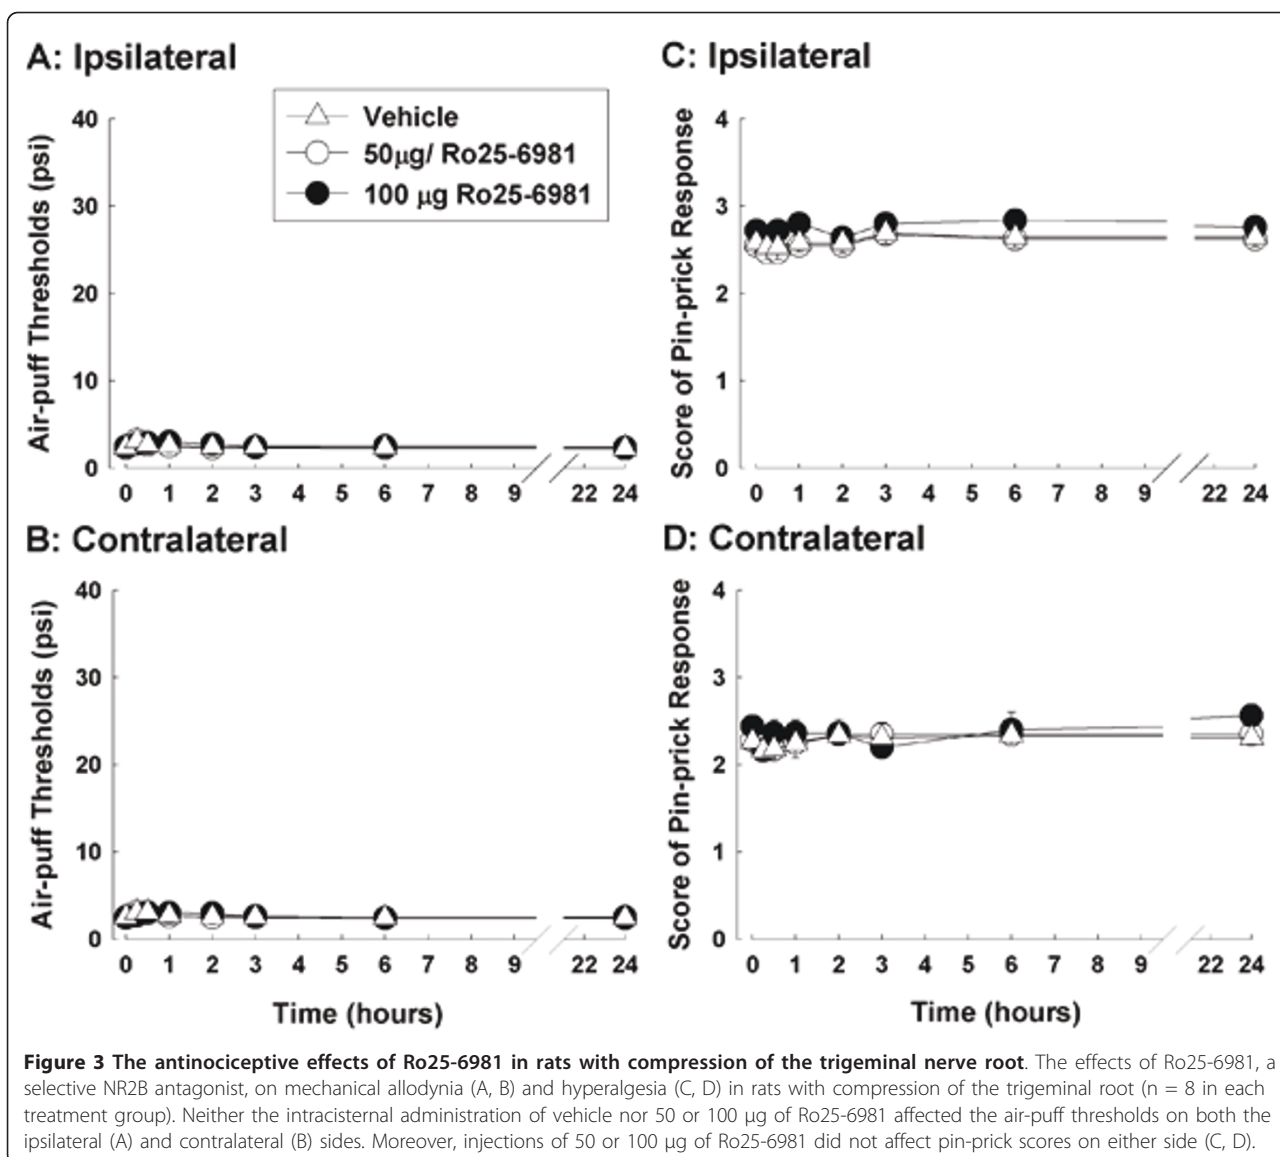 A: Ipsilateral
Air-puff Thresholds (psi)
40
30
20
10
0
Vehicle
50µg/ Ro25-6981
100 µg Ro25-6981
0 1 2 3 4 5 6 7 8 9 22 24
C: Ipsilateral
Score of Pin-prick Response
4
3
2
1
0
0 1 2 3 4 5 6 7 8 9 22 24
B: Contralateral
Air-puff Thresholds (psi)
40
30
20
10
0
0 1 2 3 4 5 6 7 8 9 22 24
Time (hours)
D: Contralateral
Score of Pin-prick Response
4
3
2
1
0
0 1 2 3 4 5 6 7 8 9 22 24
Time (hours)
Figure 3 The antinociceptive effects of Ro25-6981 in rats with compression of the trigeminal nerve root. The effects of Ro25-6981, a
selective NR2B antagonist, on mechanical allodynia (A, B) and hyperalgesia (C, D) in rats with compression of the trigeminal root (n = 8 in each
treatment group). Neither the intracisternal administration of vehicle nor 50 or 100 µg of Ro25-6981 affected the air-puff thresholds on both the
ipsilateral (A) and contralateral (B) sides. Moreover, injections of 50 or 100 µg of Ro25-6981 did not affect pin-prick scores on either side (C, D).